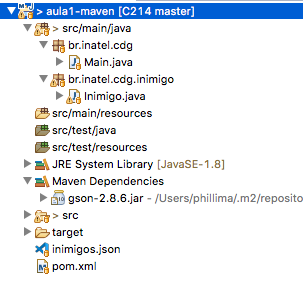 > aula1-maven [C214 master]
> src/main/java
br.inatel.cdg
Main.java
br.inatel.cdg.inimigo
Inimigo.java
src/main/resources
src/test/java
src/test/resources
JRE System Library [JavaSE-1.8]
Maven Dependencies
gson-2.8.6.jar - /Users/phillima/.m2/reposito
> src
target
inimigos.json
pom.xml